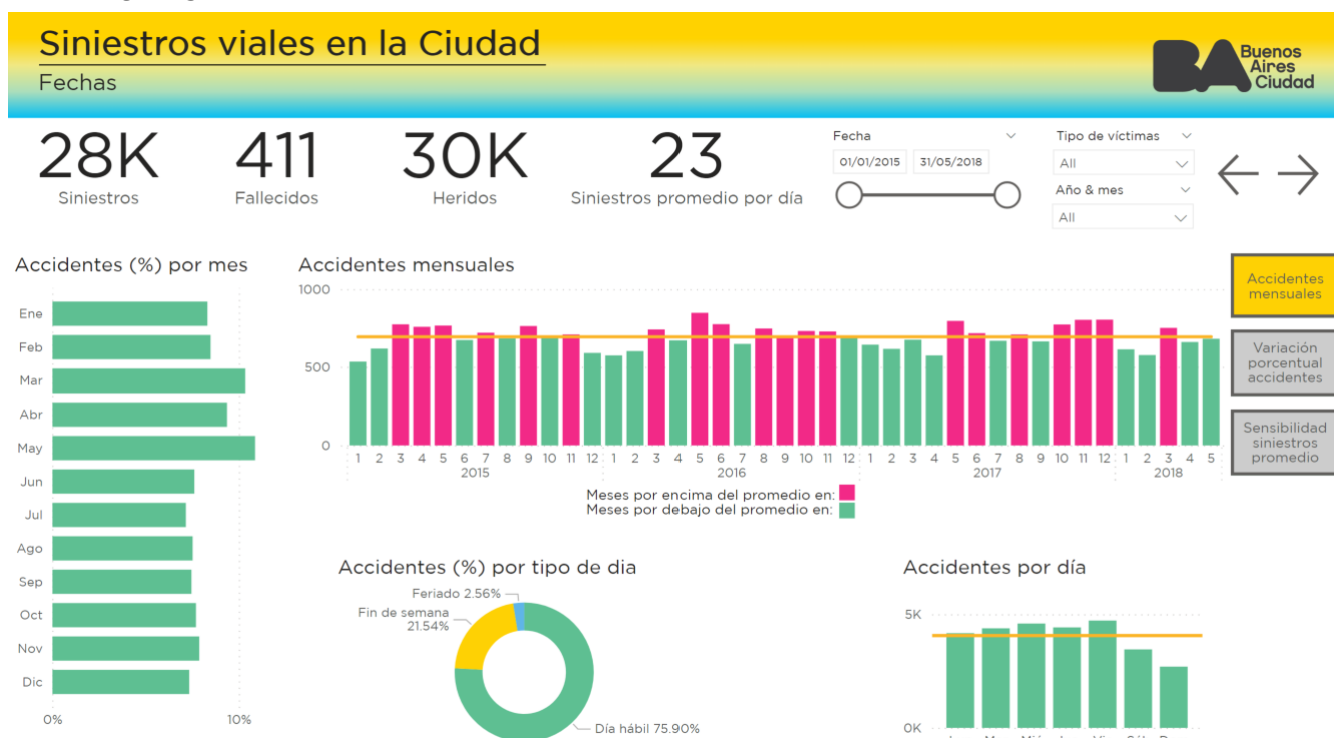 Siniestros viales en la Ciudad
Fechas
Buenos
Aires
Ciudad
BA
28K
Siniestros
411
Fallecidos
30K
Heridos
23
Siniestros promedio por día
Fecha
01/01/2015 31/05/2018
Tipo de víctimas
All
Año & mes
All
Accidentes (%) por mes
Ene
Feb
Mar
Abr
May
Jun
Jul
Ago
Sep
Oct
Nov
Dic
0% 10%
Accidentes mensuales
1000
500
0
1 2 3 4 5 6 7 8 9 10 11 12 1 2 3 4 5 6 7 8 9 10 11 12 1 2 3 4 5 6 7 8 9 10 11 12 1 2 3 4 5
2015 2016 2017 2018
Meses por encima del promedio en:
Meses por debajo del promedio en:
Accidentes
mensuales
Variación
porcentual
accidentes
Sensibilidad
siniestros
promedio
Accidentes (%) por tipo de dia
Feriado 2.56%
Fin de semana
21.54%
Día hábil 75.90%
Accidentes por día
5K
0K